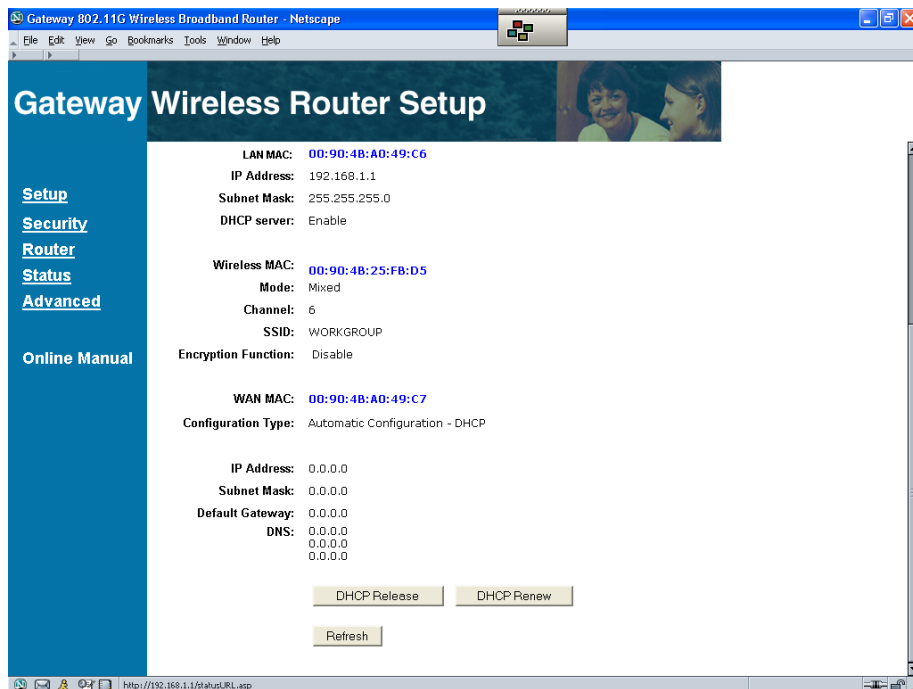 Gateway 802.11G Wireless Broadband Router - Netscape
File Edit View Go Bookmarks Tools Window Help
Gateway Wireless Router Setup
Setup
Security
Router
Status
Advanced
Online Manual
LAN MAC: 00:90:4B:A0:49:C6
IP Address: 192.168.1.1
Subnet Mask: 255.255.255.0
DHCP server: Enable
Wireless MAC: 00:90:4B:25:FB:D5
Mode: Mixed
Channel: 6
SSID: WORKGROUP
Encryption Function: Disable
WAN MAC: 00:90:4B:A0:49:C7
Configuration Type: Automatic Configuration - DHCP
IP Address: 0.0.0.0
Subnet Mask: 0.0.0.0
Default Gateway: 0.0.0.0
DNS: 0.0.0.0
0.0.0.0
0.0.0.0
DHCP Release DHCP Renew
Refresh
http://192.168.1.1/statusURL.asp